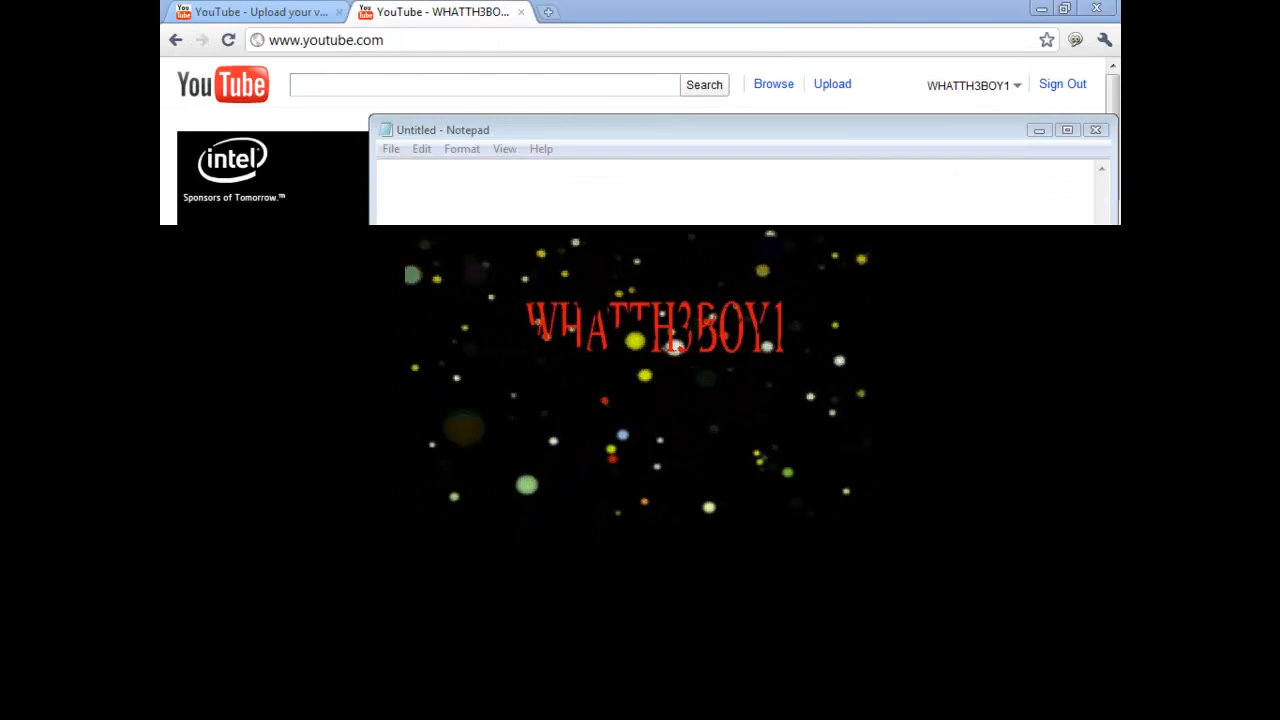 YouTube - Upload your v...
YouTube - WHATTH3BO...
www.youtube.com
YouTube
Search
Browse
Upload
WHATTH3BOY1
Sign Out
Untitled - Notepad
File Edit Format View Help
intel
Sponsors of Tomorrow.™
WHATTH3BOY1